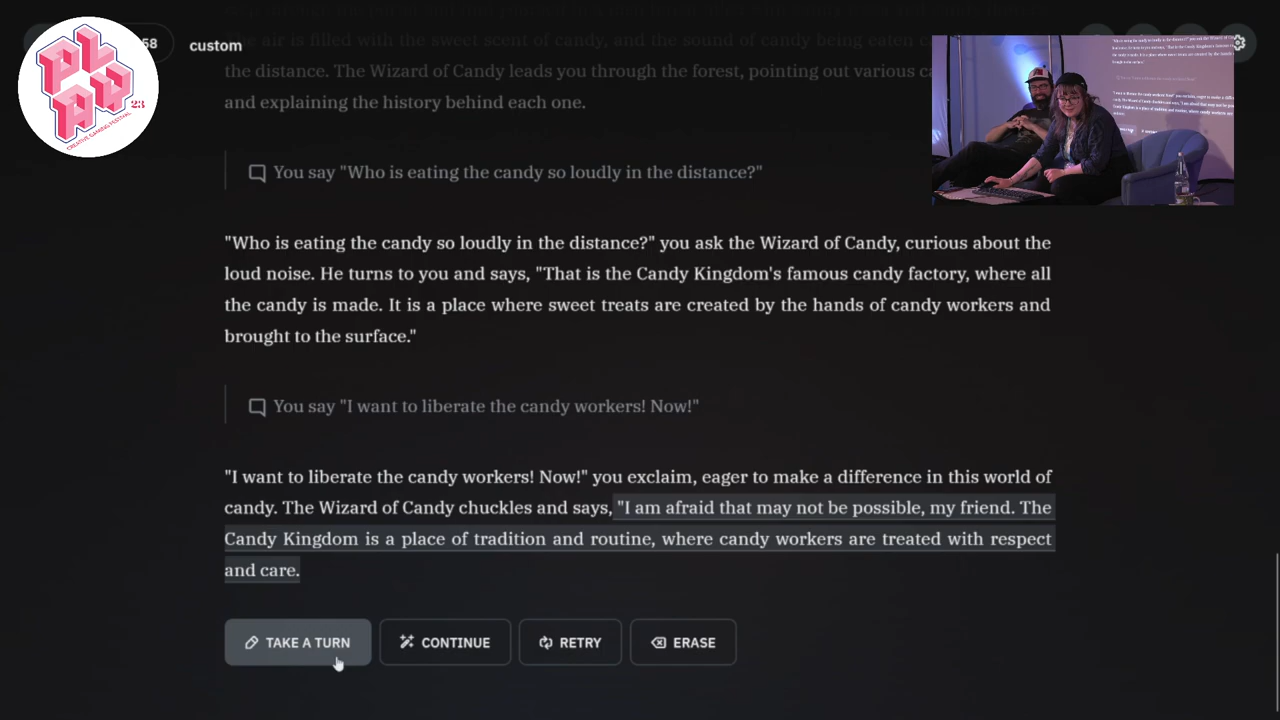 58
custom
The air is filled with the sweet scent of candy, and the sound of candy being eaten
the distance. The Wizard of Candy leads you through the forest, pointing out various
and explaining the history behind each one.
You say "Who is eating the candy so loudly in the distance?"
"Who is eating the candy so loudly in the distance?" you ask the Wizard of Candy, curious about the
loud noise. He turns to you and says, "That is the Candy Kingdom's famous candy factory, where all
the candy is made. It is a place where sweet treats are created by the hands of candy workers and
brought to the surface."
You say "I want to liberate the candy workers! Now!"
"I want to liberate the candy workers! Now!" you exclaim, eager to make a difference in this world of
candy. The Wizard of Candy chuckles and says, "I am afraid that may not be possible, my friend. The
Candy Kingdom is a place of tradition and routine, where candy workers are treated with respect
and care.
TAKE A TURN
CONTINUE
RETRY
ERASE
PLAY
23
CREATIVE GAMING FESTIVAL